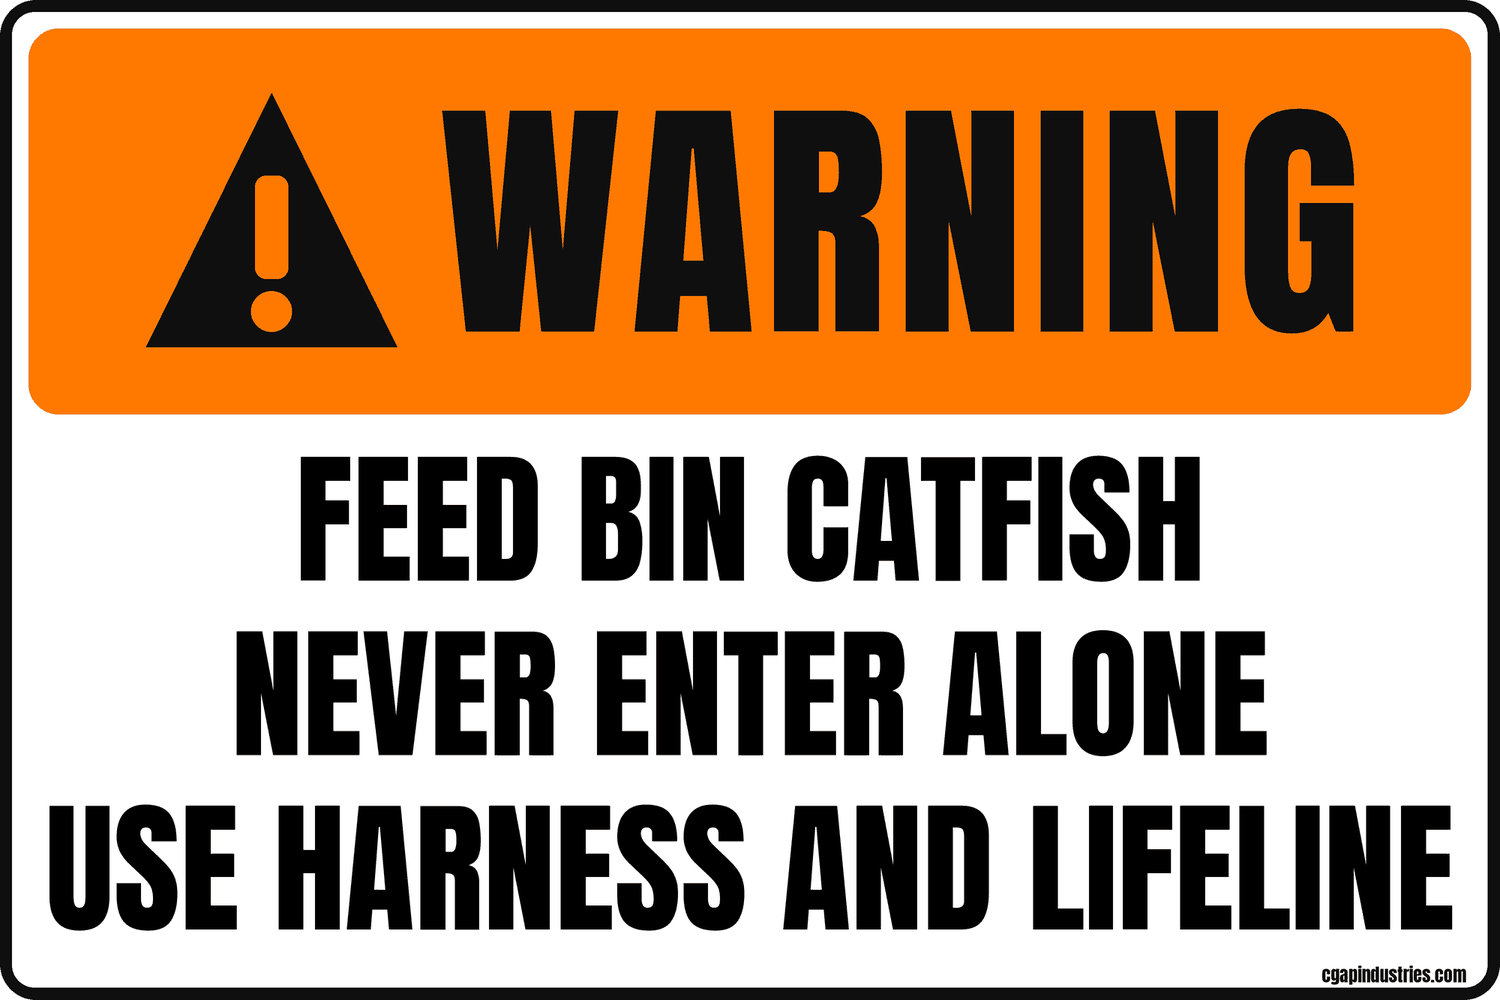 WARNING
FEED BIN CATFISH
NEVER ENTER ALONE
USE HARNESS AND LIFELINE
cgapindustries.com